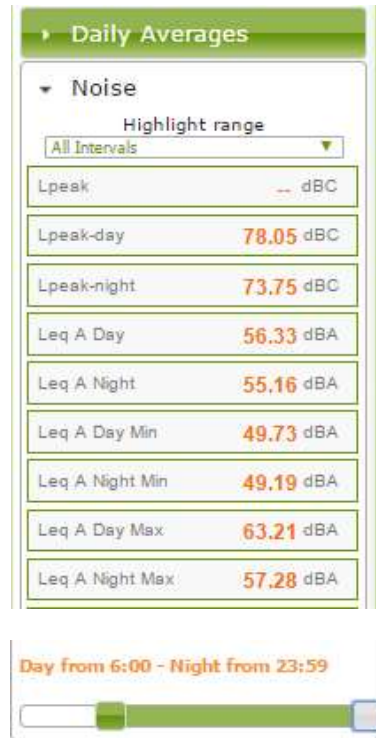 Daily Averages
Noise
Highlight range
All Intervals
Lpeak -- dBC
Lpeak-day 78.05 dBC
Lpeak-night 73.75 dBC
Leq A Day 56.33 dBA
Leq A Night 55.16 dBA
Leq A Day Min 49.73 dBA
Leq A Night Min 49.19 dBA
Leq A Day Max 63.21 dBA
Leq A Night Max 57.28 dBA
Day from 6:00 - Night from 23:59